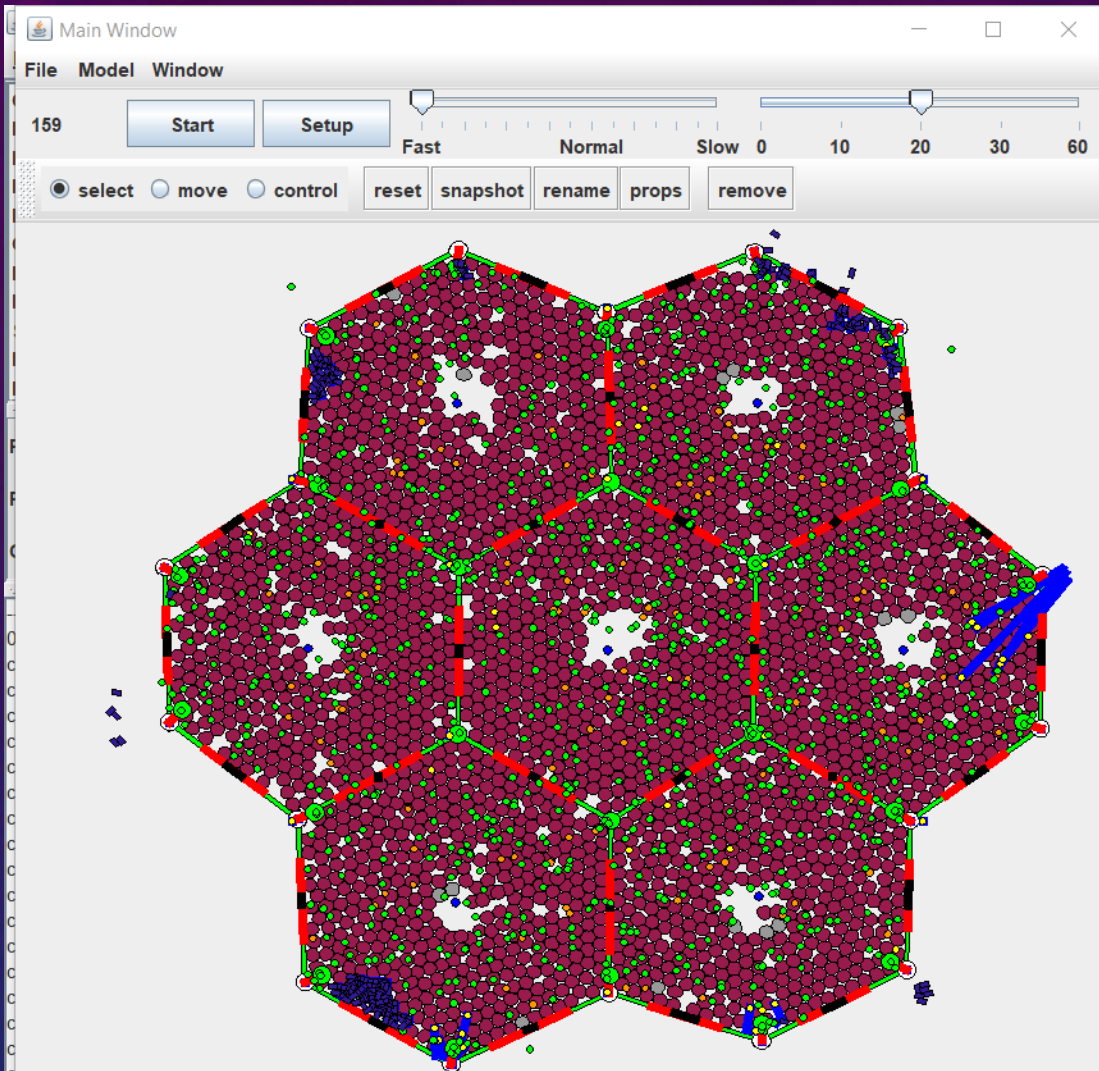 Main Window
File Model Window
159 Start Setup
Fast Normal Slow 0 10 20 30 60
select move control reset snapshot rename props remove